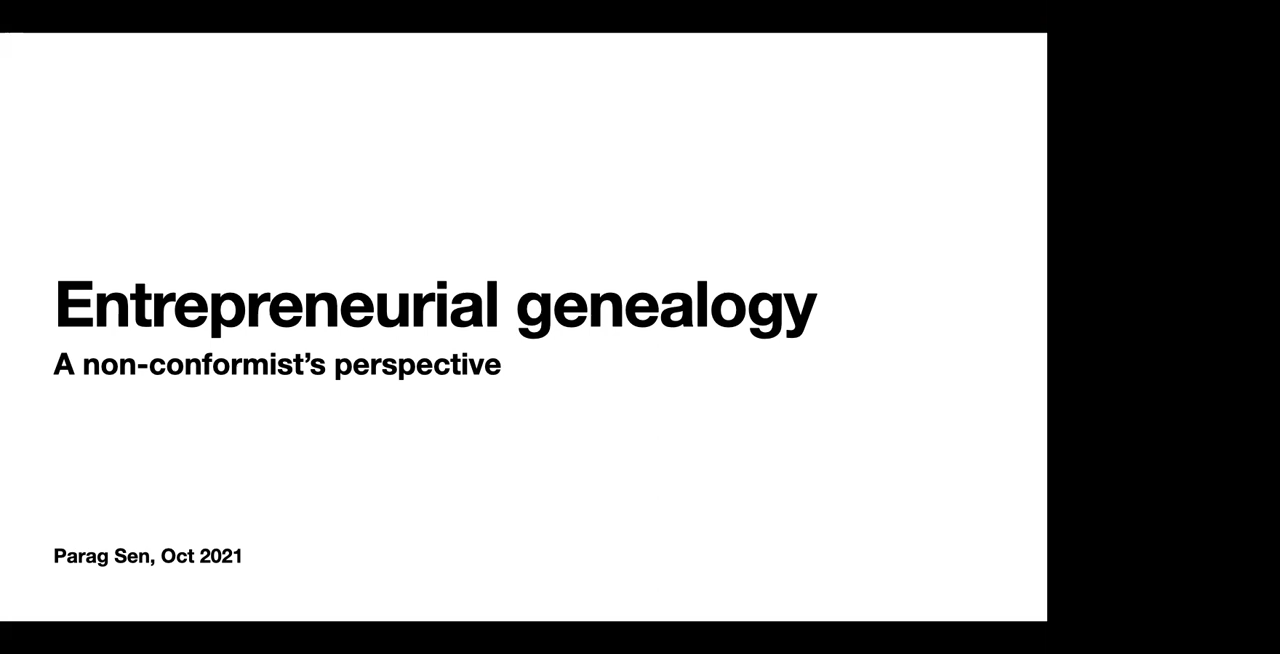 Entrepreneurial genealogy
A non-conformist’s perspective
Parag Sen, Oct 2021